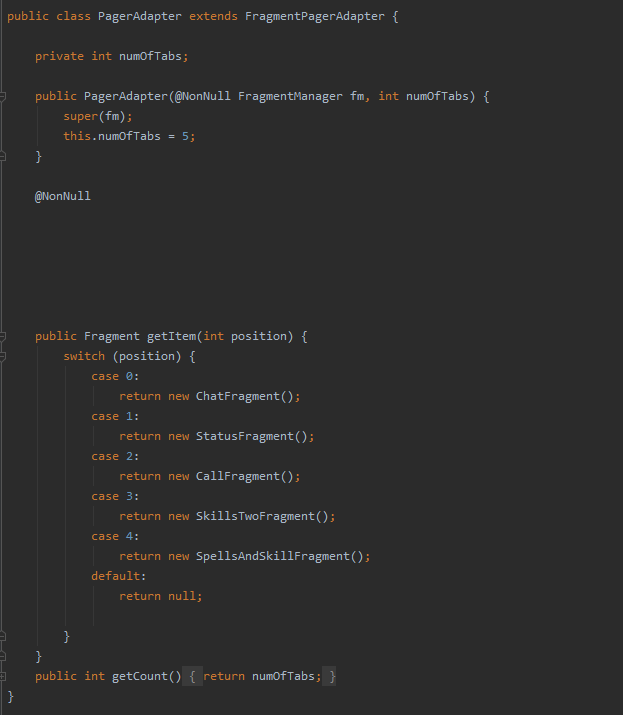 public class PagerAdapter extends FragmentPagerAdapter {
private int numOfTabs;
public PagerAdapter(@NonNull FragmentManager fm, int numOfTabs) {
super(fm);
this.numOfTabs = 5;
}
@NonNull
public Fragment getItem(int position) {
switch (position) {
case 0:
return new ChatFragment();
case 1:
return new StatusFragment();
case 2:
return new CallFragment();
case 3:
return new SkillsTwoFragment();
case 4:
return new SpellsAndSkillFragment();
default:
return null;
}
}
public int getCount() { return numOfTabs; }
}